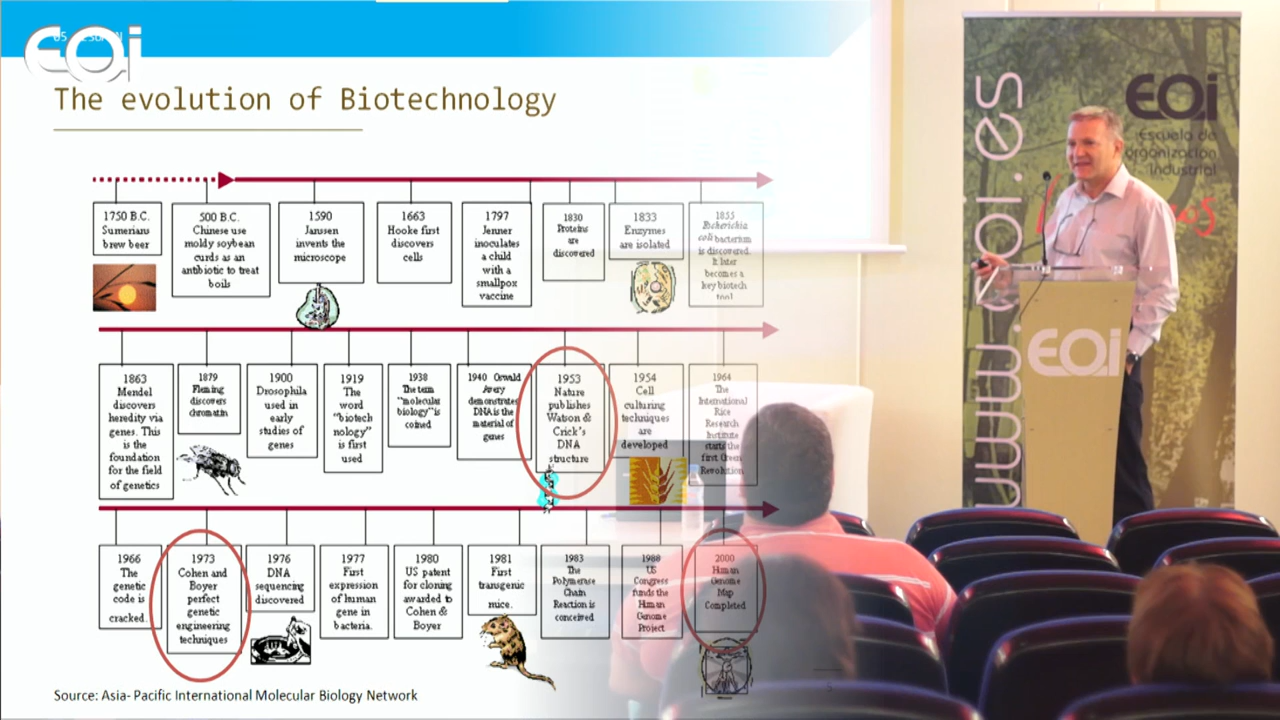 EOi
The evolution of Biotechnology
1750 B.C.
Sumerians
brew beer
500 B.C.
Chinese use
moldy soybean
curds as an
antibiotic to treat
boils
1590
Janssen
invents the
microscope
1663
Hooke first
discovers
cells
1797
Jenner
inoculates
a child
with a
smallpox
vaccine
1830
Proteins
are
discovered
1833
Enzymes
are isolated
1855
Escherichia
coli bacterium
is discovered.
It later
becomes a
key biotech
tool
1863
Mendel
discovers
heredity via
genes. This
is the
foundation
for the field
of genetics
1879
Fleming
discovers
chromatin
1900
Drosophila
used in
early
studies of
genes
1919
The
word
"biotech
nology"
is first
used
1938
The term
"molecular
biology" is
coined
1940 Oswald
Avery
demonstrates
DNA is the
material of
genes
1953
Nature
publishes
Watson &
Crick's
DNA
structure
1954
Cell
culturing
techniques
are
developed
1964
The
International
Rice
Research
Institute
starts the
first Green
Revolution
1966
The
genetic
code is
cracked.
1973
Cohen and
Boyer
perfect
genetic
engineering
techniques
1976
DNA
sequencing
discovered
1977
First
expression
of human
gene in
bacteria.
1980
US patent
for cloning
awarded to
Cohen &
Boyer
1981
First
transgenic
mice.
1983
The
Polymerase
Chain
Reaction is
conceived
1988
US
Congress
funds the
Human
Genome
Project
2000
Human
Genome
Map
Completed
Source: Asia- Pacific International Molecular Biology Network
5
www.eoi.es
EOi
Escuela de
organización
industrial
EOi